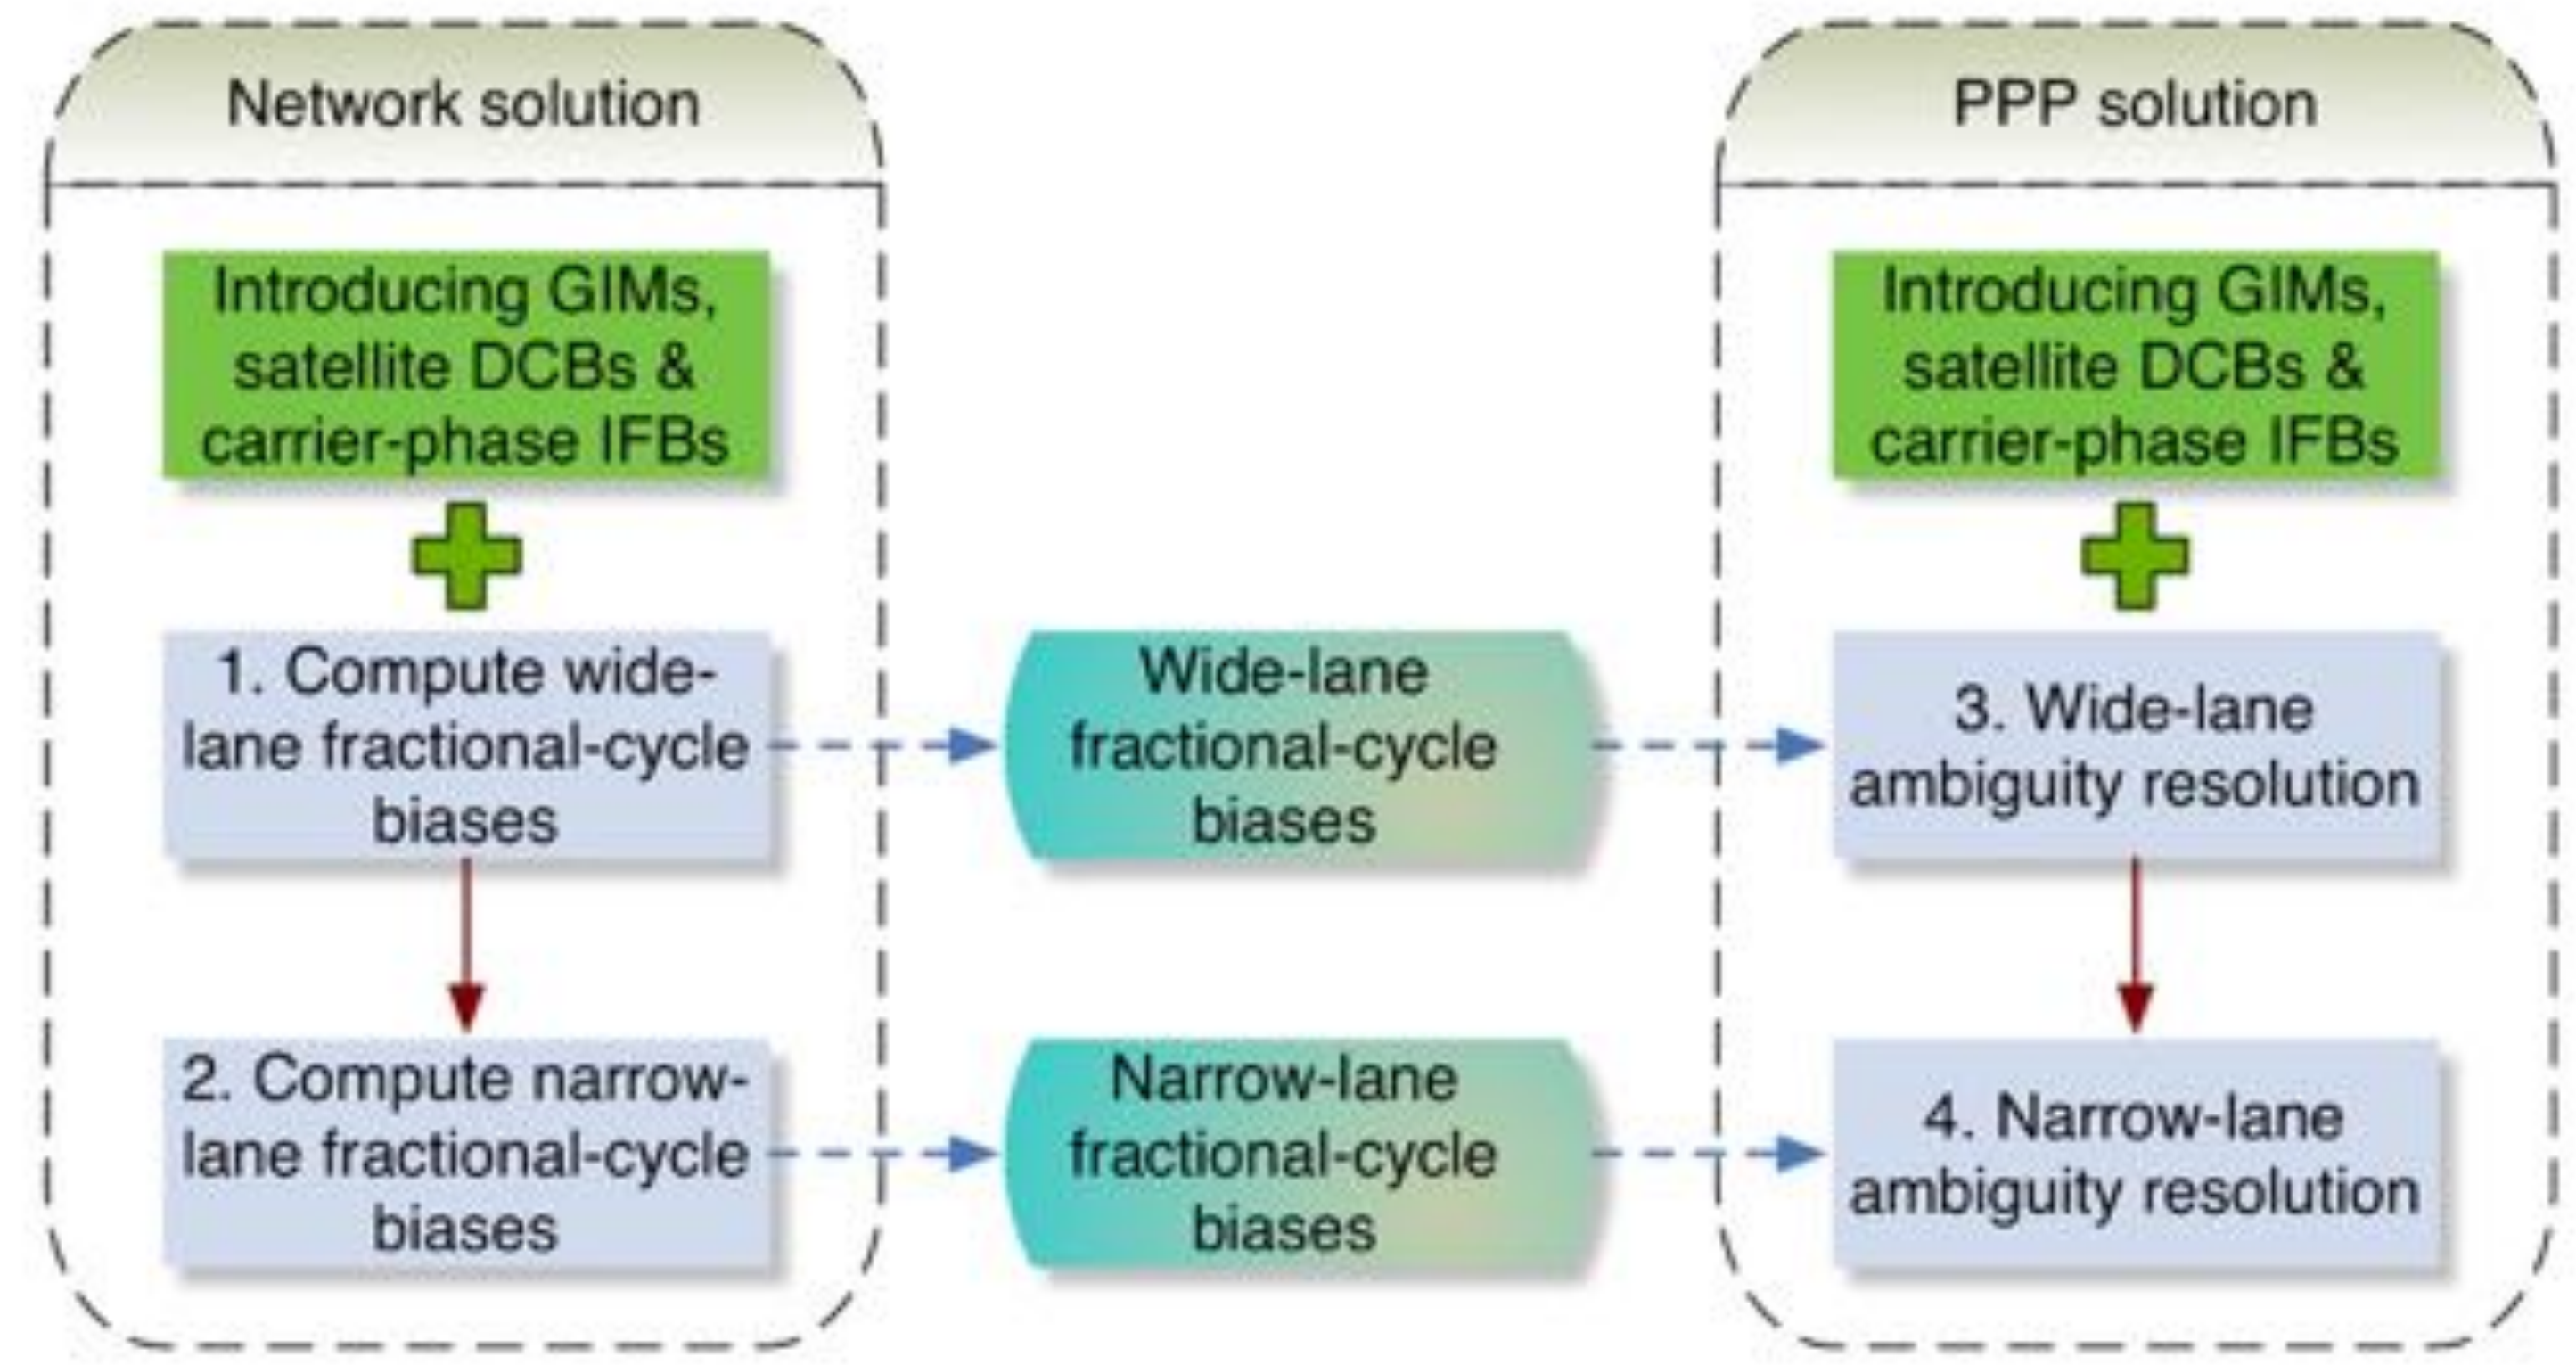 Network solution
Introducing GIMs,
satellite DCBs &
carrier-phase IFBs
1. Compute wide-
lane fractional-cycle
biases
2. Compute narrow-
lane fractional-cycle
biases
Wide-lane
fractional-cycle
biases
Narrow-lane
fractional-cycle
biases
PPP solution
Introducing GIMs,
satellite DCBs &
carrier-phase IFBs
3. Wide-lane
ambiguity resolution
4. Narrow-lane
ambiguity resolution